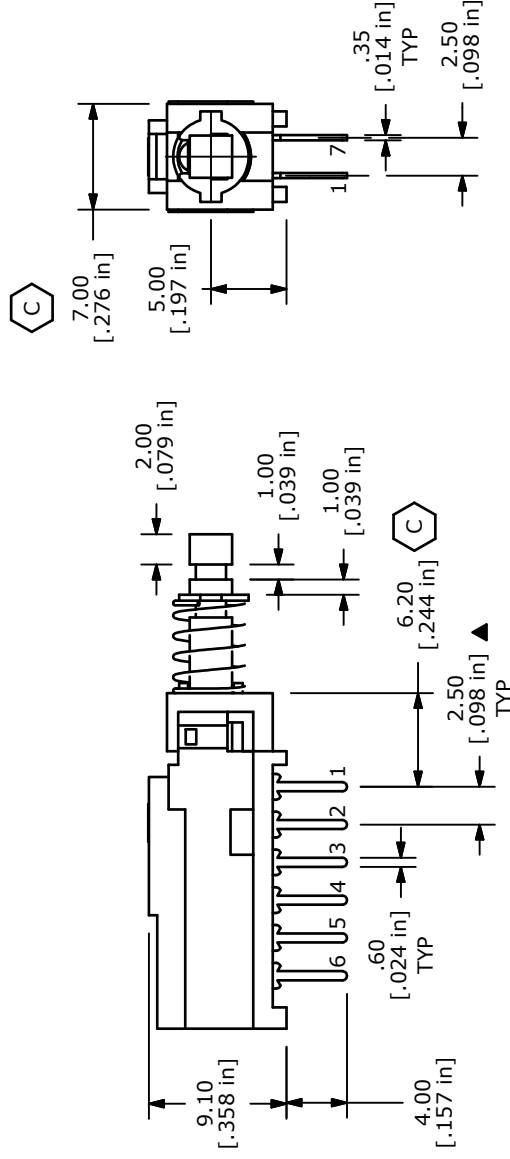 C
7.00
[.276 in]
5.00
[.197 in]
.35
[.014 in]
TYP
2.50
[.098 in]
1
7
2.00
[.079 in]
1.00
[.039 in]
1.00
[.039 in]
C
6.20
[.244 in]
2.50
[.098 in] ▲
TYP
6 5 4 3 2 1
.60
[.024 in]
TYP
9.10
[.358 in]
4.00
[.157 in]